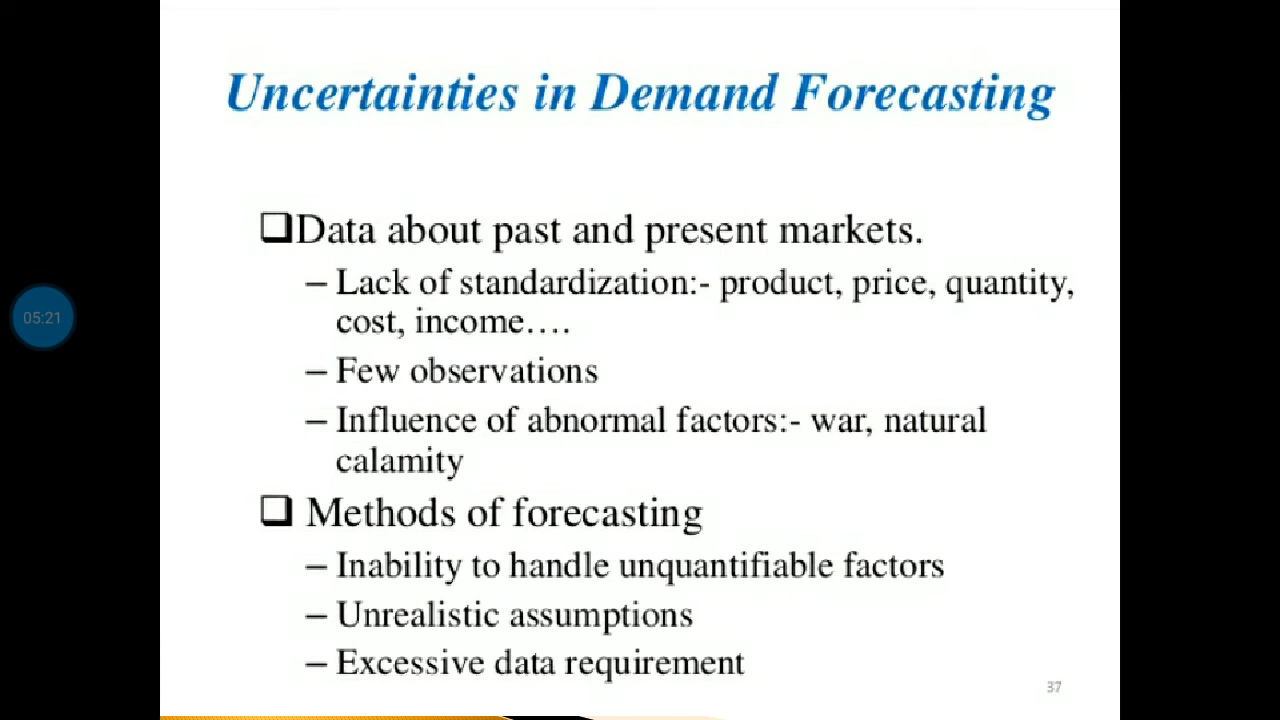 Uncertainties in Demand Forecasting
❑Data about past and present markets.
– Lack of standardization:- product, price, quantity,
cost, income….
– Few observations
– Influence of abnormal factors:- war, natural
calamity
❑ Methods of forecasting
– Inability to handle unquantifiable factors
– Unrealistic assumptions
– Excessive data requirement
37
05:21